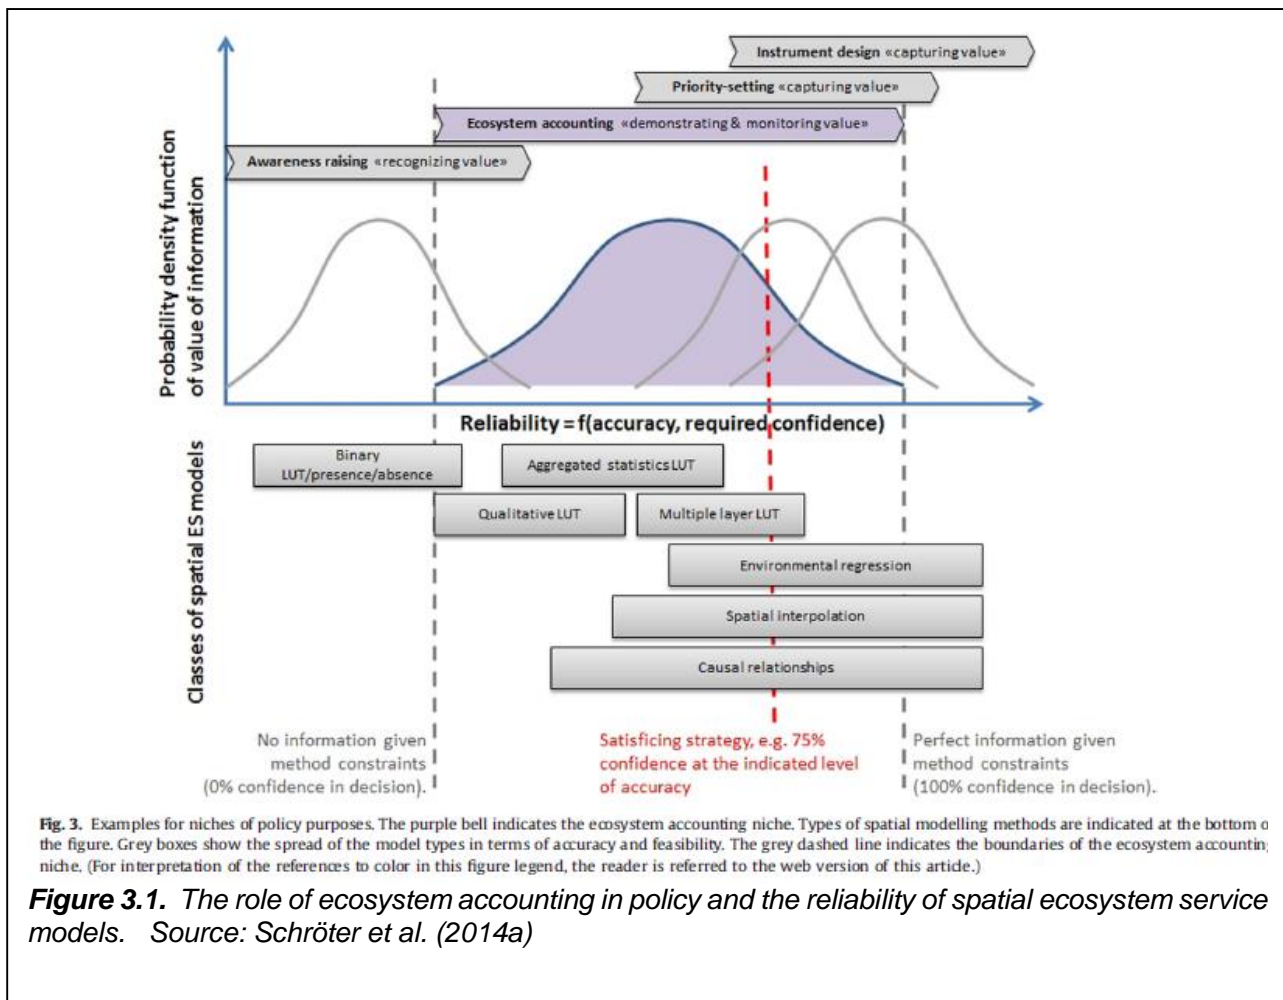 Instrument design «capturing value»
Priority-setting «capturing value»
Ecosystem accounting «demonstrating & monitoring value»
Awareness raising «recognizing value»
Probability density function
of value of information
Reliability = f(accuracy, required confidence)
Classes of spatial ES models
Binary
LUT/presence/absence
Aggregated statistics LUT
Qualitative LUT
Multiple layer LUT
Environmental regression
Spatial interpolation
Causal relationships
No information given
method constraints
(0% confidence in decision).
Satisficing strategy, e.g. 75%
confidence at the indicated level
of accuracy
Perfect information given
method constraints
(100% confidence in decision).
Fig. 3. Examples for niches of policy purposes. The purple bell indicates the ecosystem accounting niche. Types of spatial modelling methods are indicated at the bottom o
the figure. Grey boxes show the spread of the model types in terms of accuracy and feasibility. The grey dashed line indicates the boundaries of the ecosystem accounting
niche. (For interpretation of the references to color in this figure legend, the reader is referred to the web version of this article.)
Figure 3.1. The role of ecosystem accounting in policy and the reliability of spatial ecosystem service
models. Source: Schröter et al. (2014a)